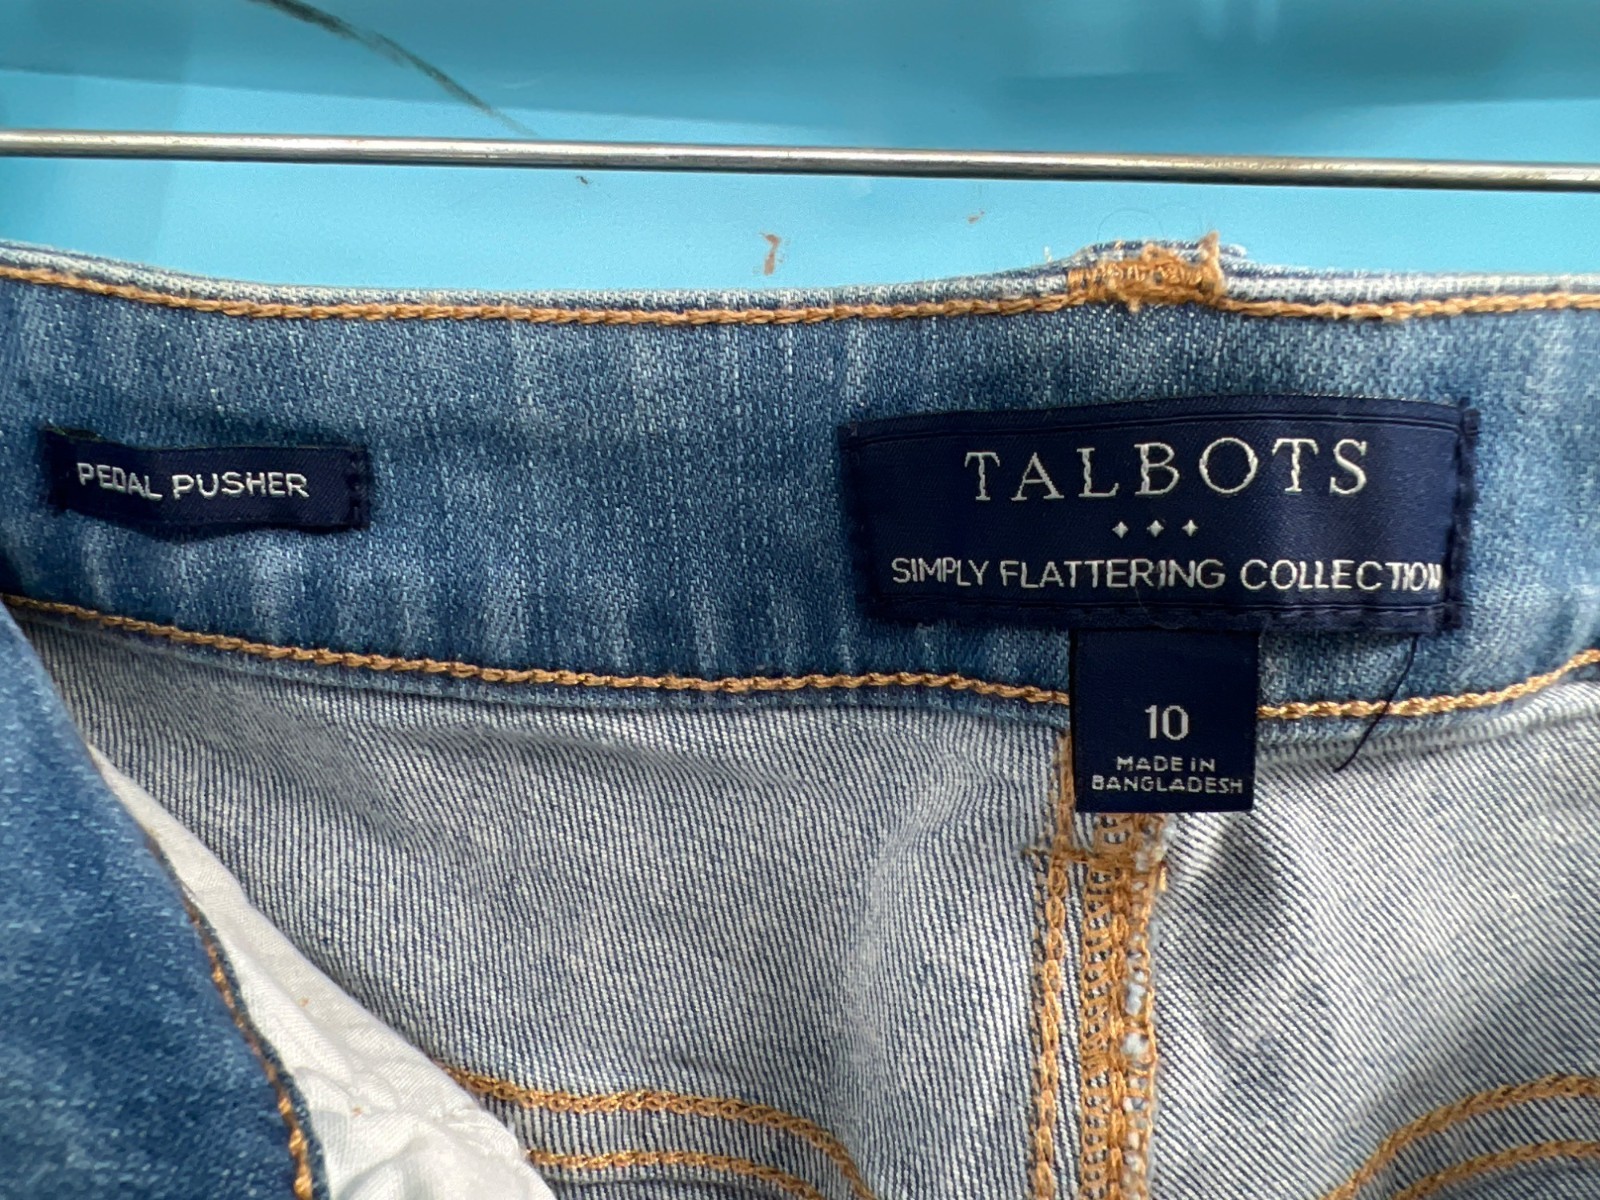 PEDAL PUSHER
TALBOTS
SIMPLY FLATTERING COLLECTION
10
MADE IN
BANGLADESH